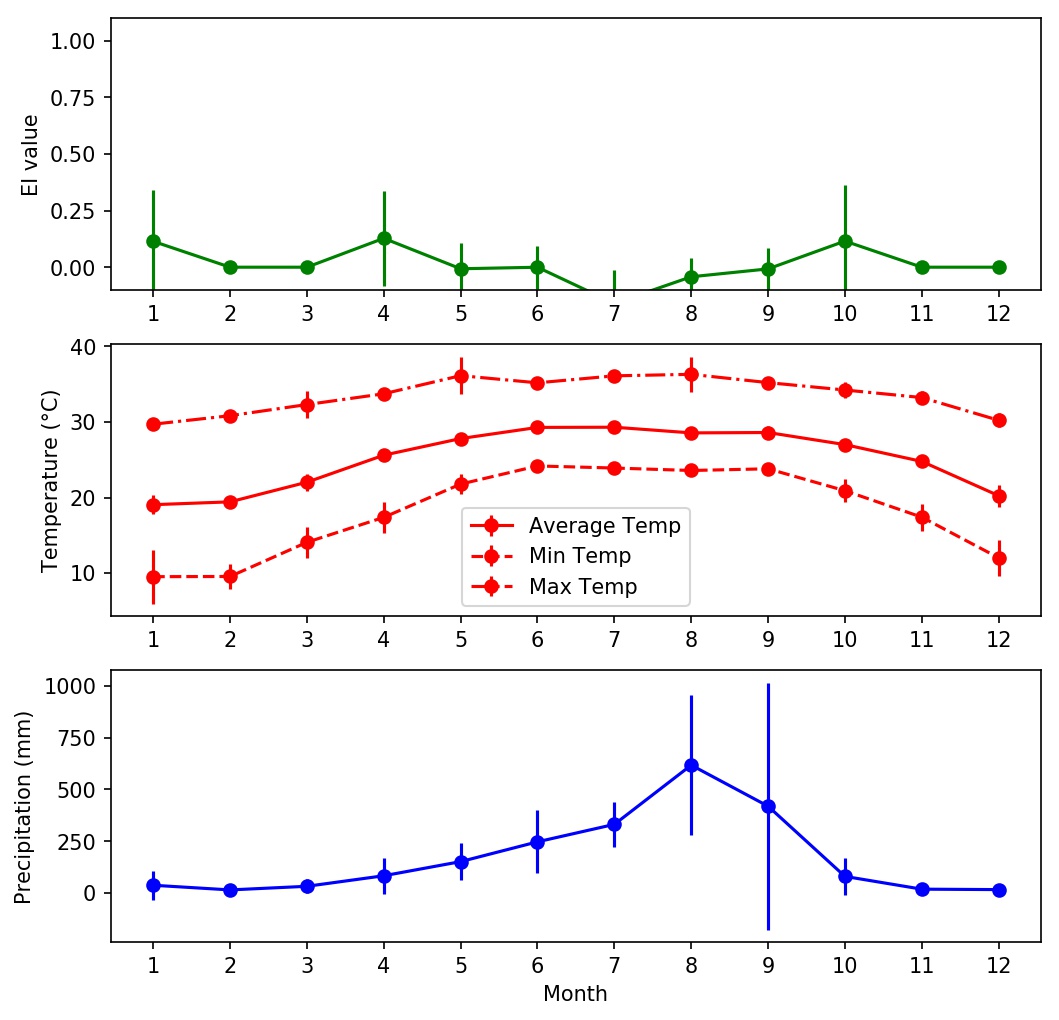 1.00
0.75
0.50
0.25
0.00
EI value
1 2 3 4 5 6 7 8 9 10 11 12
40
30
20
10
Temperature (°C)
Average Temp
Min Temp
Max Temp
1 2 3 4 5 6 7 8 9 10 11 12
1000
750
500
250
0
Precipitation (mm)
1 2 3 4 5 6 7 8 9 10 11 12
Month